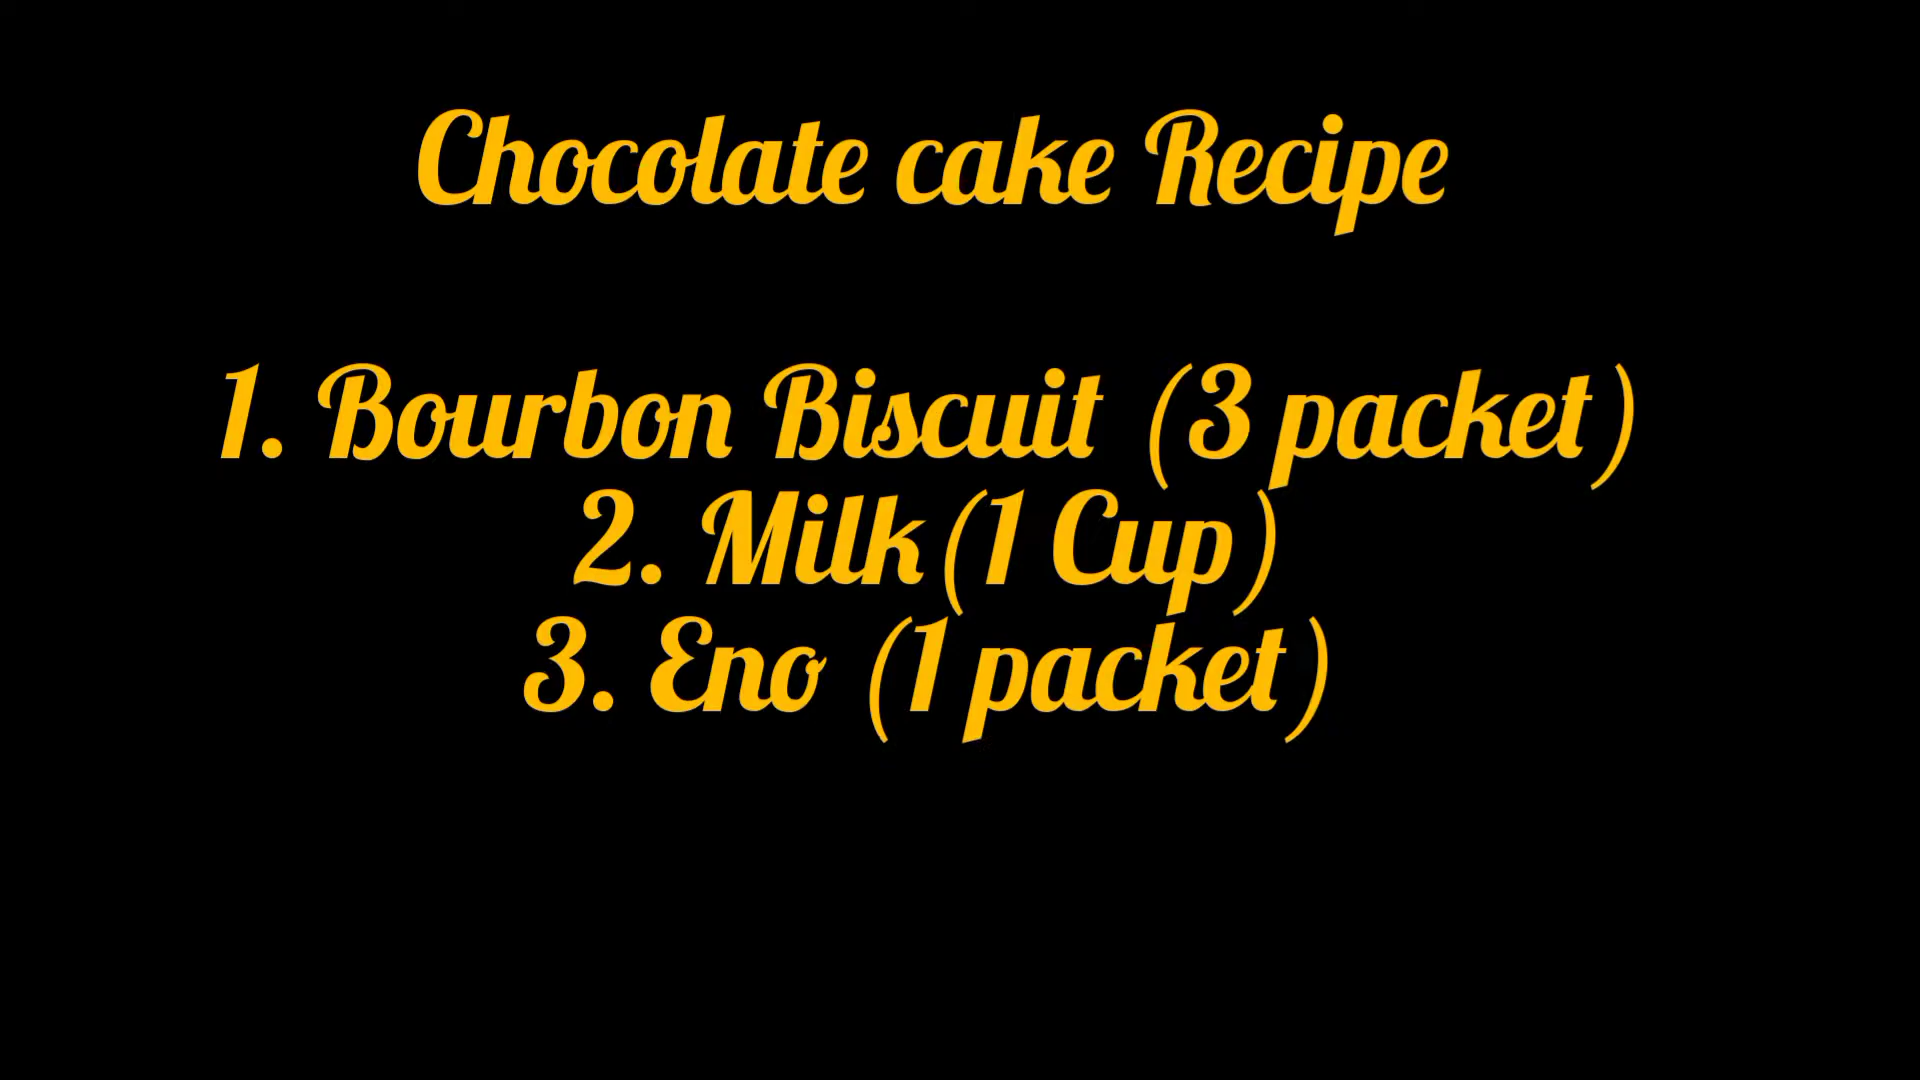 Chocolate cake Recipe
1. Bourbon Biscuit (3 packet)
2. Milk(1 Cup)
3. Eno (1 packet)